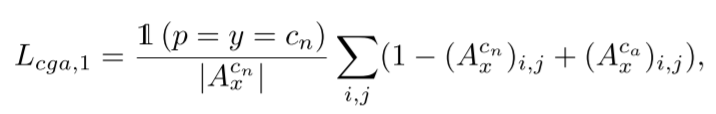 $$L_{cga,1} = \frac{\mathbb{1}\,(p = y = c_n)}{|A_x^{c_n}|} \sum_{i,j} (1 - (A_x^{c_n})_{i,j} + (A_x^{c_a})_{i,j}),$$